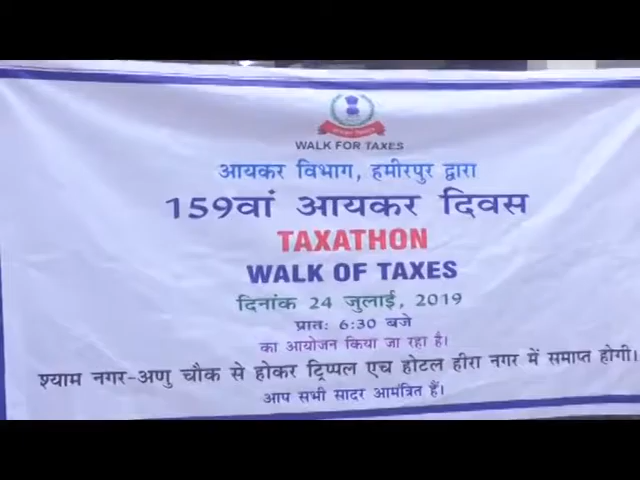 WALK FOR TAXES
आयकर विभाग, हमीरपुर द्वारा
159वां आयकर दिवस
TAXATHON
WALK OF TAXES
दिनांक 24 जुलाई, 2019
प्रातः 6:30 बजे
का आयोजन किया जा रहा है।
श्याम नगर-अणु चौक से होकर ट्रिप्पल एच होटल हीरा नगर में समाप्त होगी।
आप सभी सादर आमंत्रित हैं।